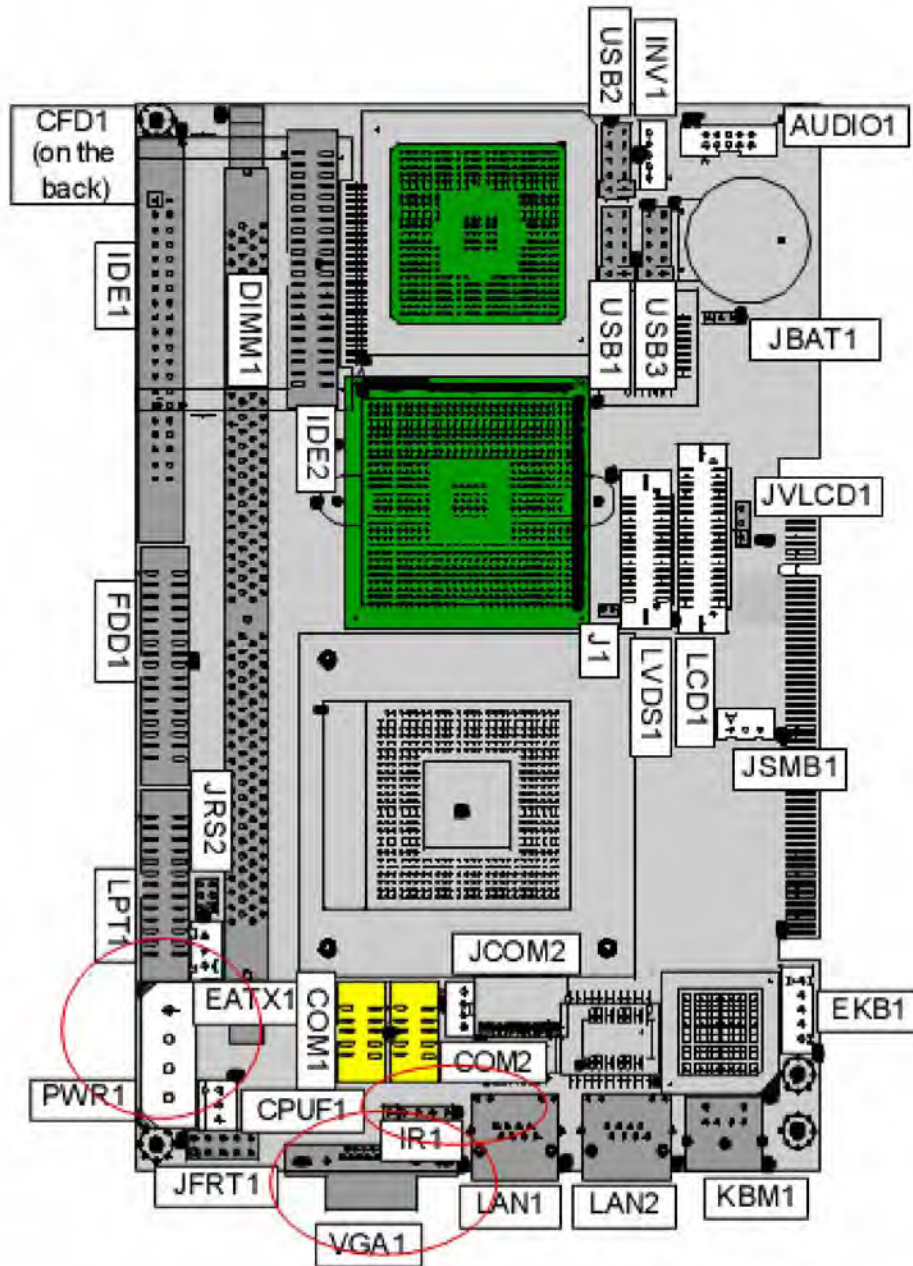 USB2
INV1
CFD1
(on the
back)
AUDIO1
IDE1
DIMM1
USB1
USB3
JBAT1
IDE2
JVLCD1
FDD1
J1
LVDS1
LCD1
JSMB1
JRS2
LPT1
JCOM2
EATX1
COM1
COM2
EKB1
PWR1
CPUF1
IR1
JFRT1
LAN1
LAN2
KBM1
VGA1